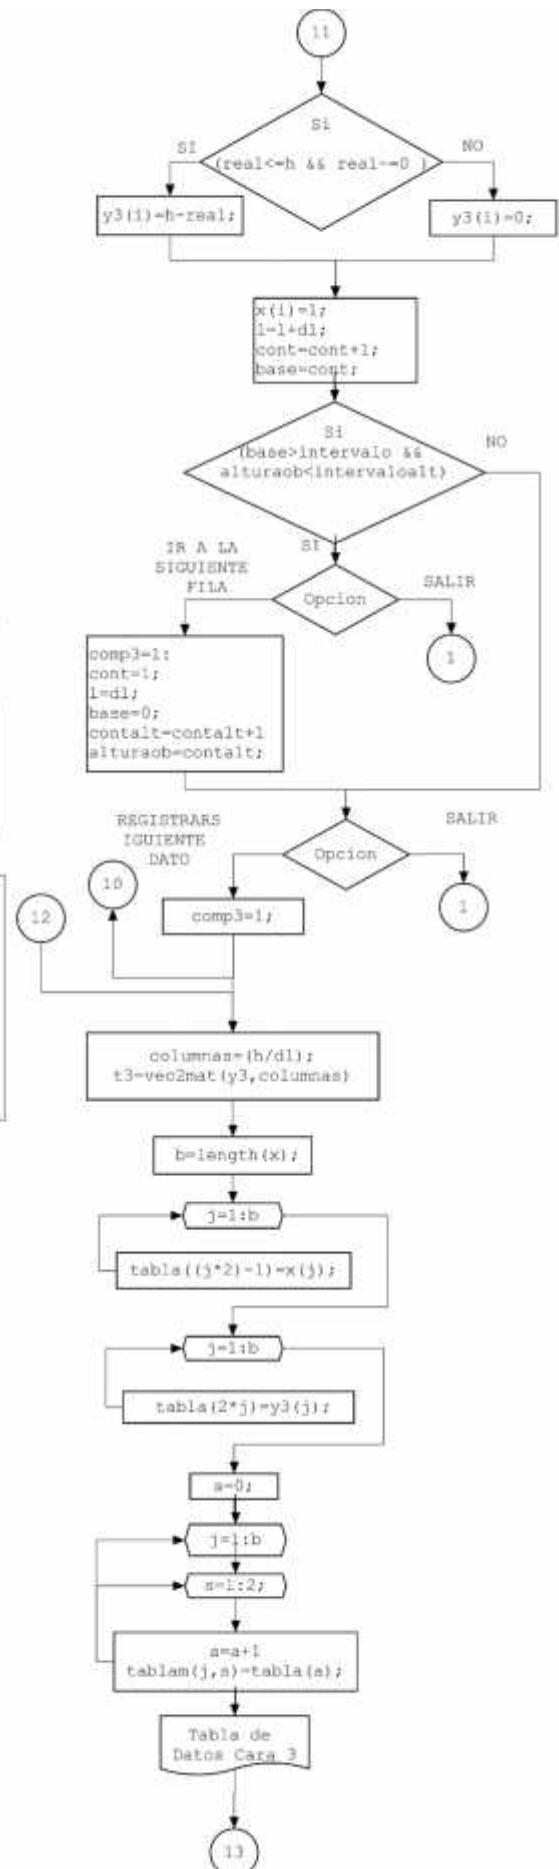 11
Si
(real<=h && real~=0 )
SI
NO
y3(i)=h-real;
y3(i)=0;
x(i)=l;
l=l+dl;
cont=cont+1;
base=cont;
Si
(base>intervalo &&
alturaob<intervaloalt)
NO
SI
IR A LA
SIGUIENTE
FILA
Opcion
SALIR
1
comp3=1:
cont=1;
l=dl;
base=0;
contalt=contalt+1
alturaob=contalt;
REGISTRARS
IGUIENTE
DATO
Opcion
SALIR
10
12
comp3=1;
1
columnas=(h/dl);
t3=vec2mat(y3,columnas)
b=length(x);
j=1:b
tabla((j*2)-1)=x(j);
j=1:b
tabla(2*j)=y3(j);
a=0;
j=1:b
s=1:2;
a=a+1
tablam(j,s)=tabla(a);
Tabla de
Datos Cara 3
13